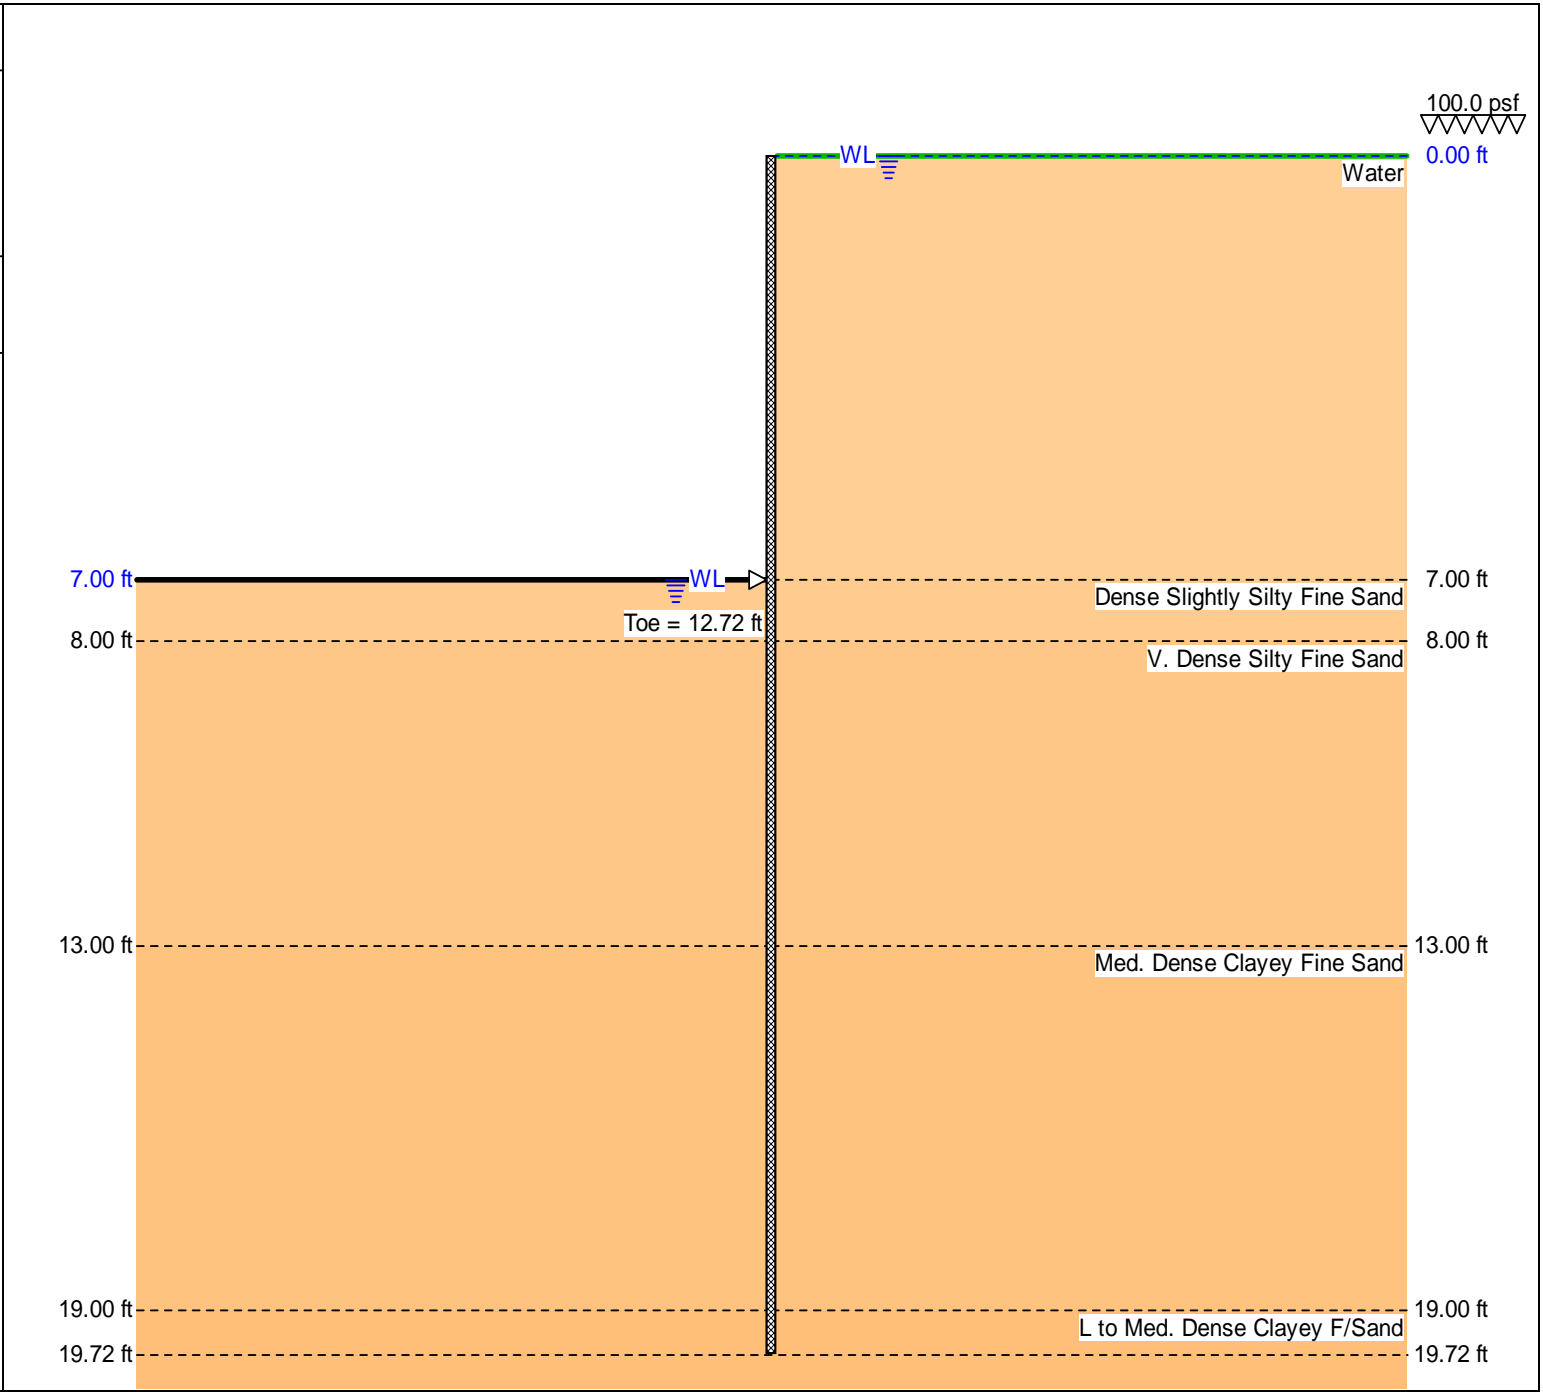 100.0 psf
WL 0.00 ft
Water
7.00 ft WL 7.00 ft
Dense Slightly Silty Fine Sand
Toe = 12.72 ft
8.00 ft 8.00 ft
V. Dense Silty Fine Sand
13.00 ft 13.00 ft
Med. Dense Clayey Fine Sand
19.00 ft 19.00 ft
L to Med. Dense Clayey F/Sand
19.72 ft 19.72 ft